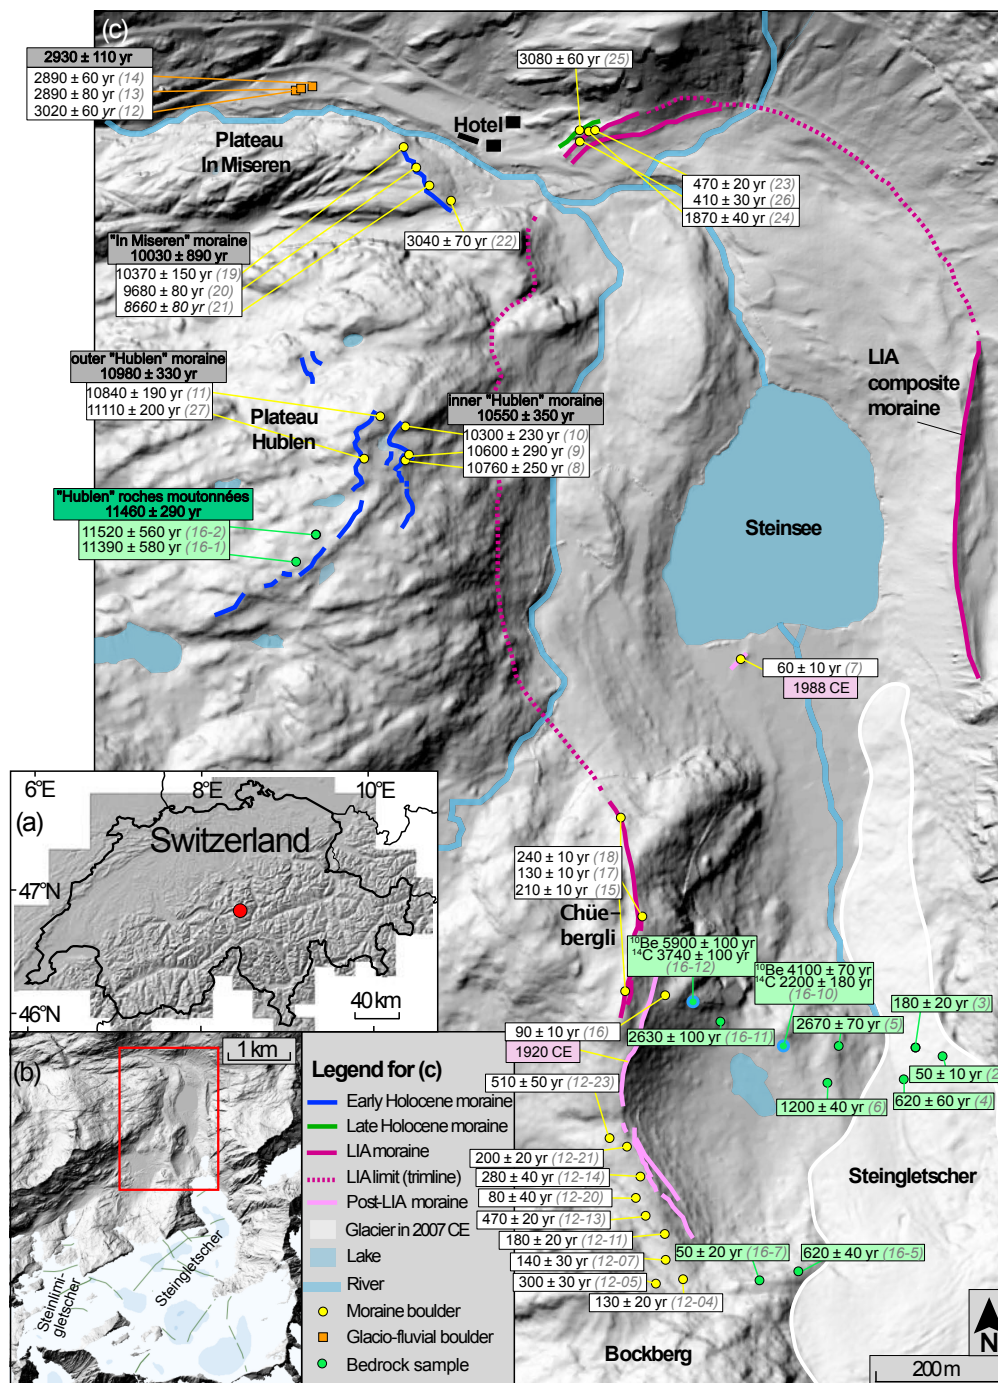 (c)
2930 ± 110 yr
2890 ± 60 yr (14)
2890 ± 80 yr (13)
3020 ± 60 yr (12)
3080 ± 60 yr (25)
Hotel
Plateau
In Miseren
470 ± 20 yr (23)
410 ± 30 yr (26)
1870 ± 40 yr (24)
3040 ± 70 yr (22)
"In Miseren" moraine
10030 ± 890 yr
10370 ± 150 yr (19)
9680 ± 80 yr (20)
8660 ± 80 yr (21)
outer "Hublen" moraine
10980 ± 330 yr
10840 ± 190 yr (11)
11110 ± 200 yr (27)
Plateau
Hublen
inner "Hublen" moraine
10550 ± 350 yr
10300 ± 230 yr (10)
10600 ± 290 yr (9)
10760 ± 250 yr (8)
LIA
composite
moraine
"Hublen" roches moutonnées
11460 ± 290 yr
11520 ± 560 yr (16-2)
11390 ± 580 yr (16-1)
Steinsee
60 ± 10 yr (7)
1988 CE
6°E
8°E
10°E
(a)
Switzerland
47°N
46°N
40 km
240 ± 10 yr (18)
130 ± 10 yr (17)
210 ± 10 yr (15)
Chüe-
bergli
¹⁰Be 5900 ± 100 yr
¹⁴C 3740 ± 100 yr
(16-12)
¹⁰Be 4100 ± 70 yr
¹⁴C 2200 ± 180 yr
(16-10)
180 ± 20 yr (3)
90 ± 10 yr (16)
1920 CE
2630 ± 100 yr (16-11)
2670 ± 70 yr (5)
50 ± 10 yr (2
620 ± 60 yr (4)
1200 ± 40 yr (6)
510 ± 50 yr (12-23)
200 ± 20 yr (12-21)
280 ± 40 yr (12-14)
80 ± 40 yr (12-20)
470 ± 20 yr (12-13)
180 ± 20 yr (12-11)
140 ± 30 yr (12-07)
300 ± 30 yr (12-05)
130 ± 20 yr (12-04)
50 ± 20 yr (16-7)
620 ± 40 yr (16-5)
Steingletscher
Bockberg
N
200 m
(b)
1 km
Steinlimi-
gletscher
Steingletscher
Legend for (c)
Early Holocene moraine
Late Holocene moraine
LIA moraine
LIA limit (trimline)
Post-LIA moraine
Glacier in 2007 CE
Lake
River
Moraine boulder
Glacio-fluvial boulder
Bedrock sample